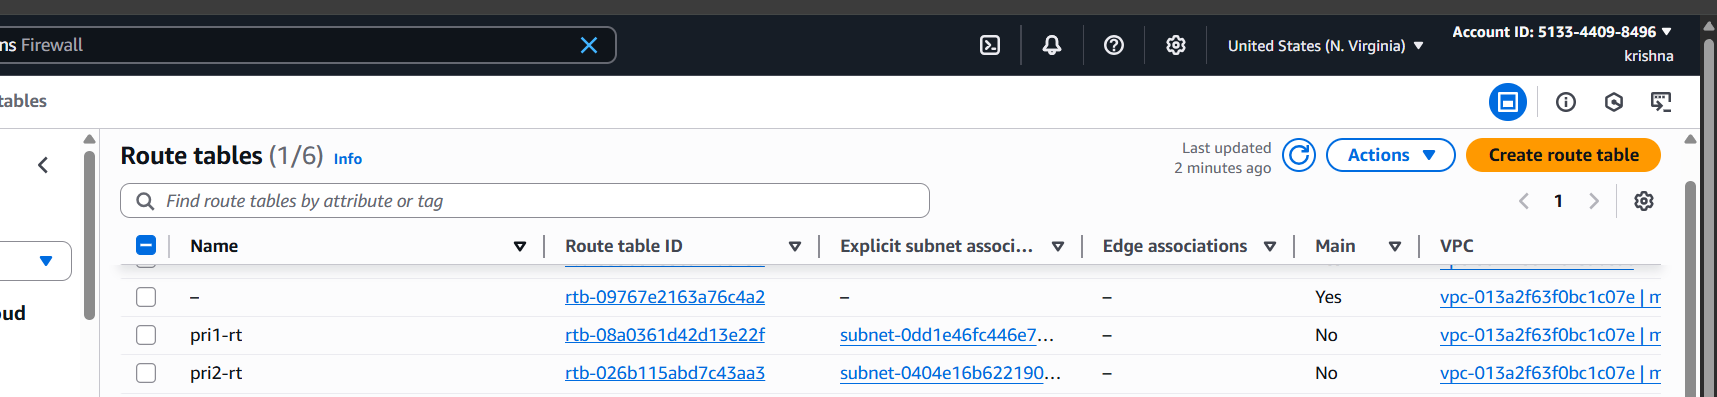 ns Firewall
United States (N. Virginia)
Account ID: 5133-4409-8496
krishna
tables
Route tables (1/6) Info
Last updated
2 minutes ago
Actions
Create route table
Find route tables by attribute or tag
1
Name Route table ID Explicit subnet associ... Edge associations Main VPC
– rtb-09767e2163a76c4a2 – – Yes vpc-013a2f63f0bc1c07e | m
oud
pri1-rt rtb-08a0361d42d13e22f subnet-0dd1e46fc446e7... – No vpc-013a2f63f0bc1c07e | m
pri2-rt rtb-026b115abd7c43aa3 subnet-0404e16b622190... – No vpc-013a2f63f0bc1c07e | m